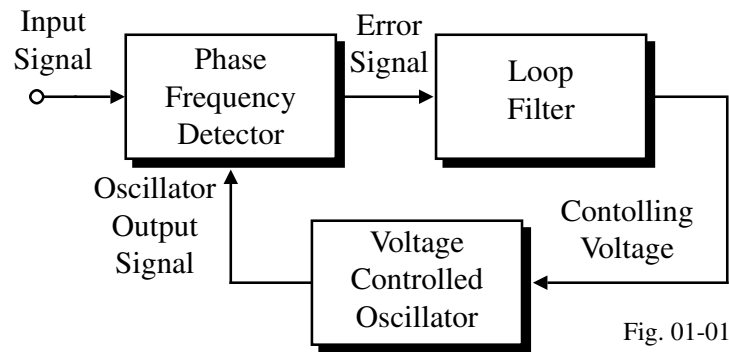 Input
Signal
Phase
Frequency
Detector
Error
Signal
Loop
Filter
Oscillator
Output
Signal
Voltage
Controlled
Oscillator
Contolling
Voltage
Fig. 01-01